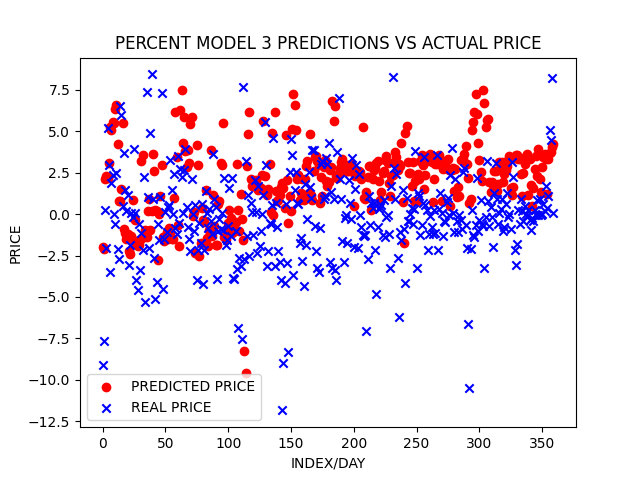 PERCENT MODEL 3 PREDICTIONS VS ACTUAL PRICE
7.5
5.0
2.5
0.0
−2.5
−5.0
−7.5
−10.0
−12.5
PRICE
PREDICTED PRICE
REAL PRICE
0 50 100 150 200 250 300 350
INDEX/DAY